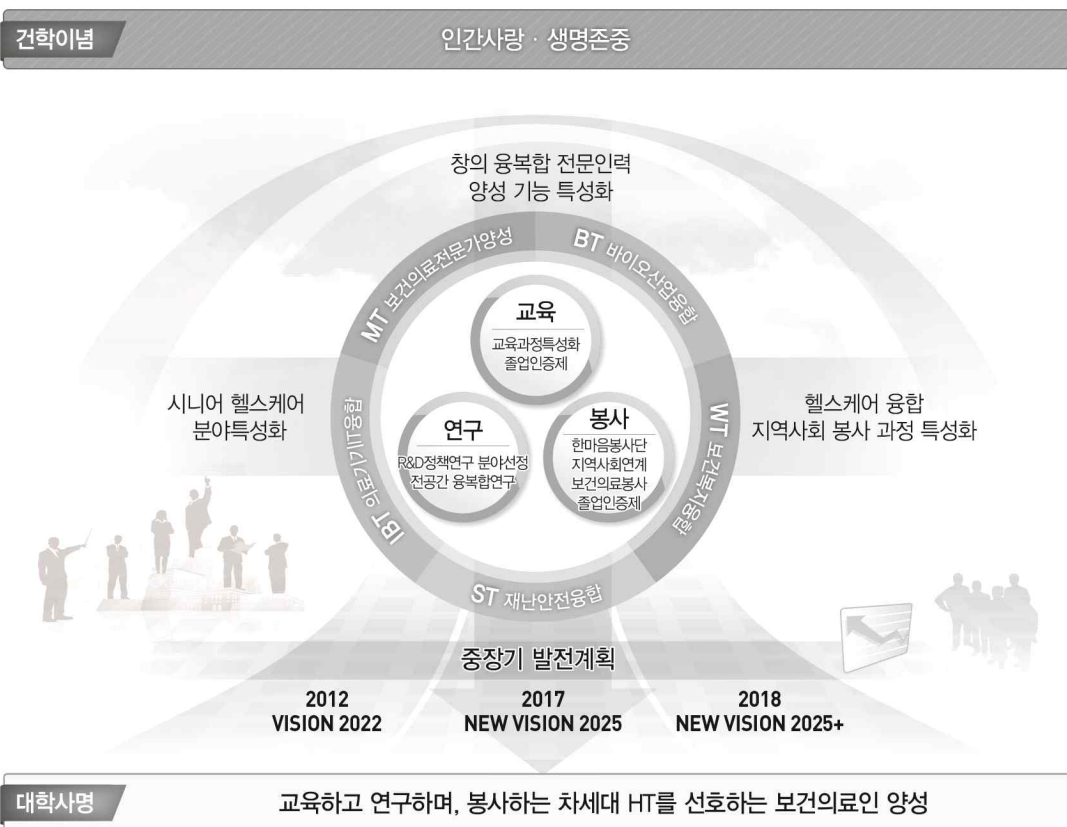 건학이념
인간사랑 · 생명존중
창의 융복합 전문인력
양성 기능 특성화
MT 보건의료전문가양성
BT 바이오산업융합
교육
교육과정특성화
졸업인증제
시니어 헬스케어
분야특성화
헬스케어 융합
지역사회 봉사 과정 특성화
IBT 의료기기IT융합
WT 보건복지융합
연구
R&D정책연구 분야선정
전공간 융복합연구
봉사
한마음봉사단
지역사회연계
보건의료봉사
졸업인증제
ST 재난안전융합
중장기 발전계획
2012
VISION 2022
2017
NEW VISION 2025
2018
NEW VISION 2025+
대학사명
교육하고 연구하며, 봉사하는 차세대 HT를 선호하는 보건의료인 양성